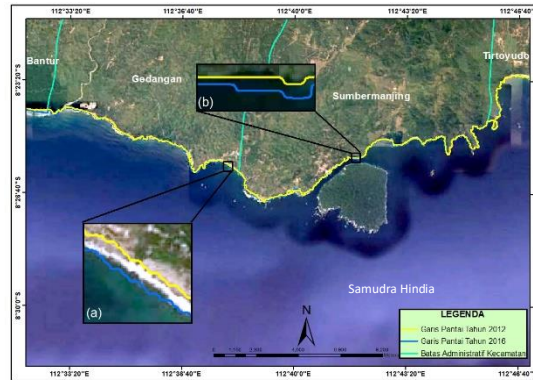 112°33'20"E 112°36'40"E 112°40'0"E 112°43'20"E 112°46'40"E
Bantur
Gedangan
Tirtoyudo
8°23'20"S
(b)
Sumbermanjing
8°26'40"S
(a)
8°30'0"S
Samudra Hindia
N
LEGENDA
Garis Pantai Tahun 2012
Garis Pantai Tahun 2016
Batas Administratif Kecamatan
112°33'20"E 112°36'40"E 112°40'0"E 112°43'20"E 112°46'40"E